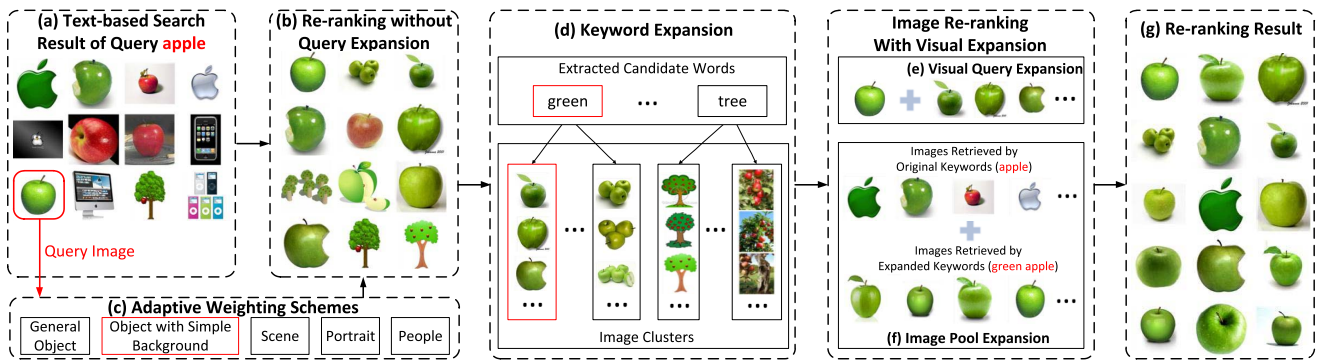 (a) Text-based Search
Result of Query apple
Query Image
(b) Re-ranking without
Query Expansion
(c) Adaptive Weighting Schemes
General
Object
Object with Simple
Background
Scene
Portrait
People
(d) Keyword Expansion
Extracted Candidate Words
green
...
tree
...
...
...
...
...
...
Image Clusters
Image Re-ranking
With Visual Expansion
(e) Visual Query Expansion
...
Images Retrieved by
Original Keywords (apple)
...
Images Retrieved by
Expanded Keywords (green apple)
...
(f) Image Pool Expansion
(g) Re-ranking Result